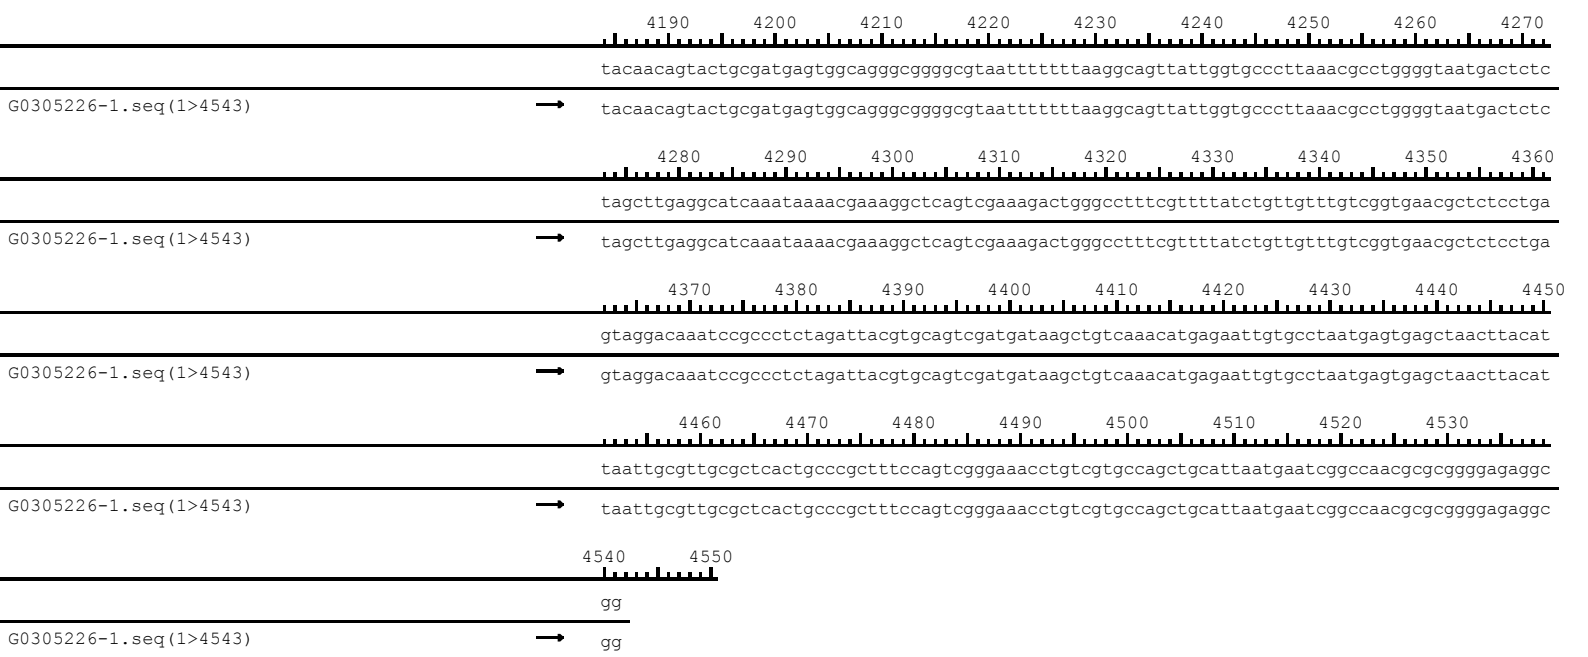 4190 4200 4210 4220 4230 4240 4250 4260 4270
tacaacagtactgcgatgagtggcagggcggggcgtaatttttttaaggcagttattggtgcccttaaacgcctggggtaatgactctc
G0305226-1.seq(1>4543) → tacaacagtactgcgatgagtggcagggcggggcgtaatttttttaaggcagttattggtgcccttaaacgcctggggtaatgactctc
4280 4290 4300 4310 4320 4330 4340 4350 4360
tagcttgaggcatcaaataaaacgaaaggctcagtcgaaagactgggcctttcgttttatctgttgtttgtcggtgaacgctctcctga
G0305226-1.seq(1>4543) → tagcttgaggcatcaaataaaacgaaaggctcagtcgaaagactgggcctttcgttttatctgttgtttgtcggtgaacgctctcctga
4370 4380 4390 4400 4410 4420 4430 4440 4450
gtaggacaaatccgccctctagattacgtgcagtcgatgataagctgtcaaacatgagaattgtgcctaatgagtgagctaacttacat
G0305226-1.seq(1>4543) → gtaggacaaatccgccctctagattacgtgcagtcgatgataagctgtcaaacatgagaattgtgcctaatgagtgagctaacttacat
4460 4470 4480 4490 4500 4510 4520 4530
taattgcgttgcgctcactgcccgctttccagtcgggaaacctgtcgtgccagctgcattaatgaatcggccaacgcgcggggagaggc
G0305226-1.seq(1>4543) → taattgcgttgcgctcactgcccgctttccagtcgggaaacctgtcgtgccagctgcattaatgaatcggccaacgcgcggggagaggc
4540 4550
gg
G0305226-1.seq(1>4543) → gg